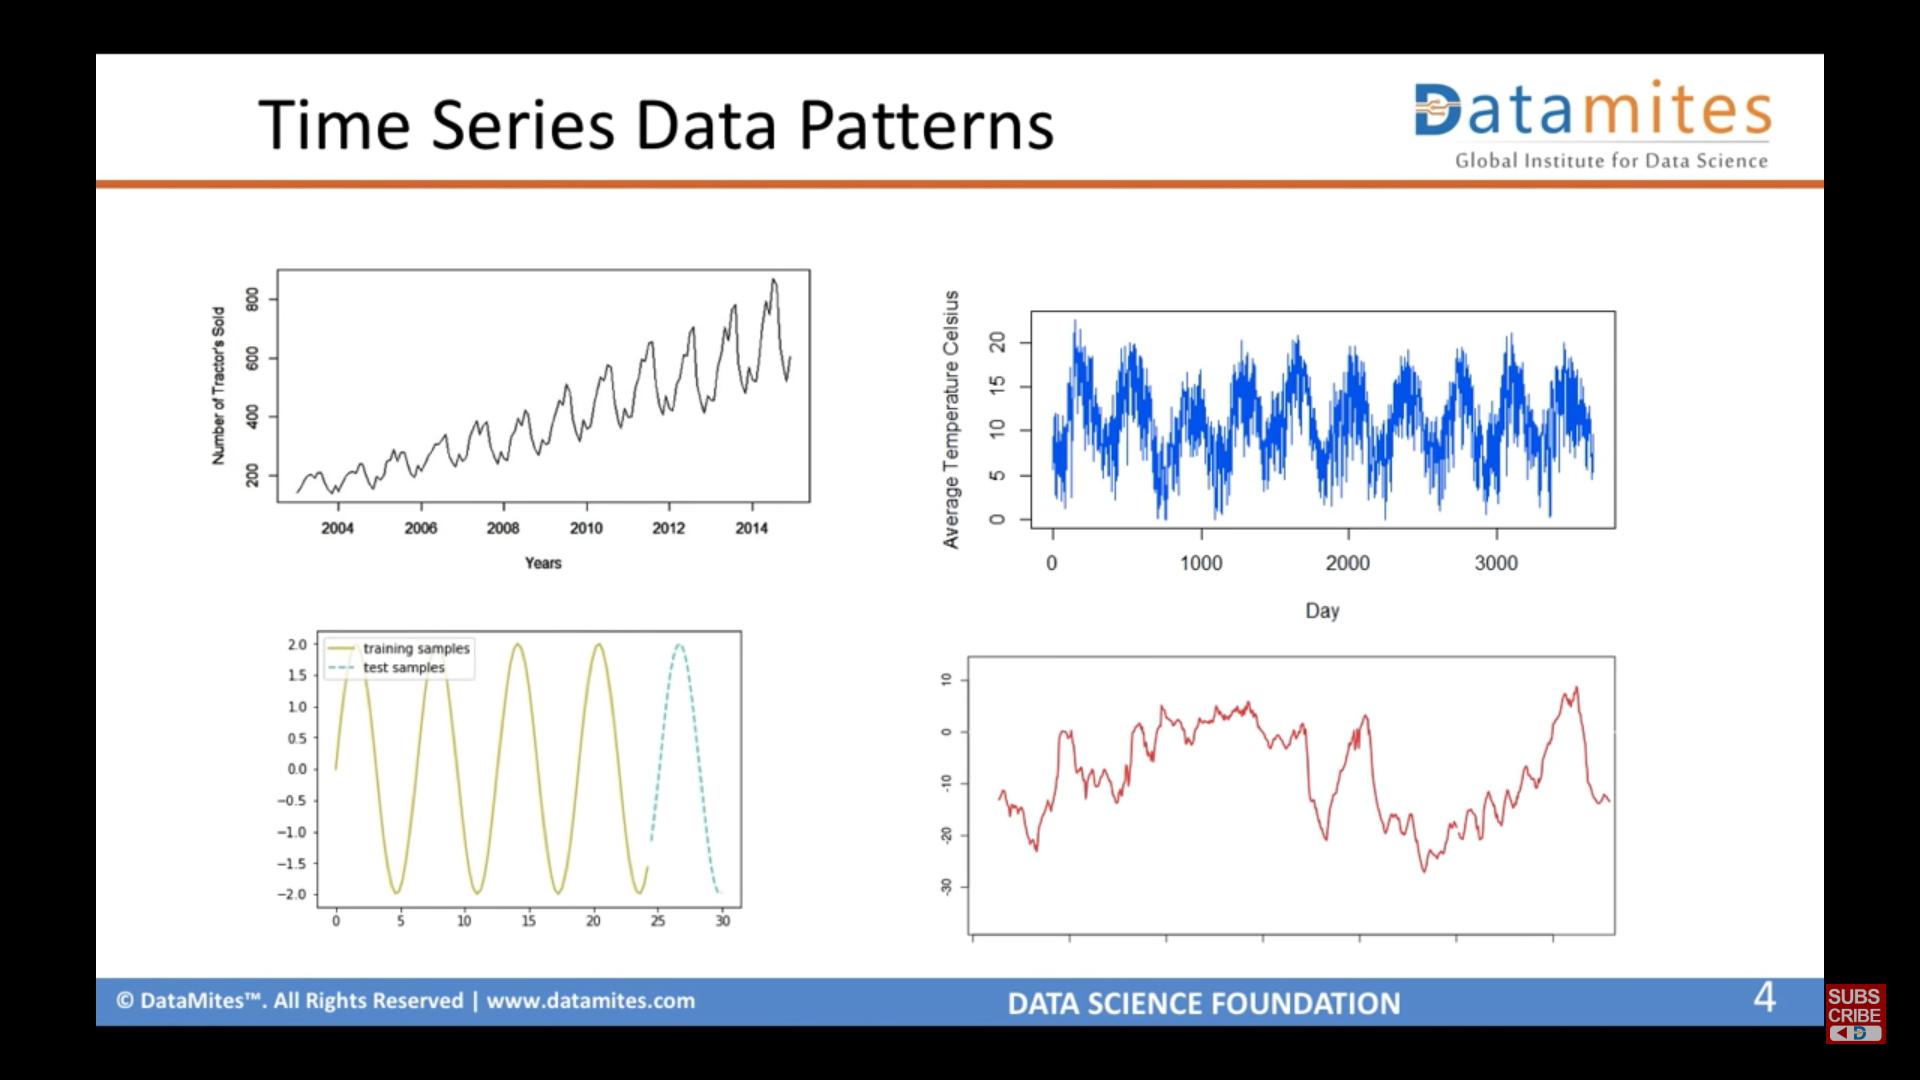 Time Series Data Patterns
Datamites
Global Institute for Data Science
Number of Tractor's Sold
200
400
600
800
2004 2006 2008 2010 2012 2014
Years
Average Temperature Celsius
0
5
10
15
20
0 1000 2000 3000
Day
training samples
test samples
2.0
1.5
1.0
0.5
0.0
−0.5
−1.0
−1.5
−2.0
0 5 10 15 20 25 30
10
0
-10
-20
-30
© DataMites™. All Rights Reserved | www.datamites.com
DATA SCIENCE FOUNDATION
4
SUBS
CRIBE
D